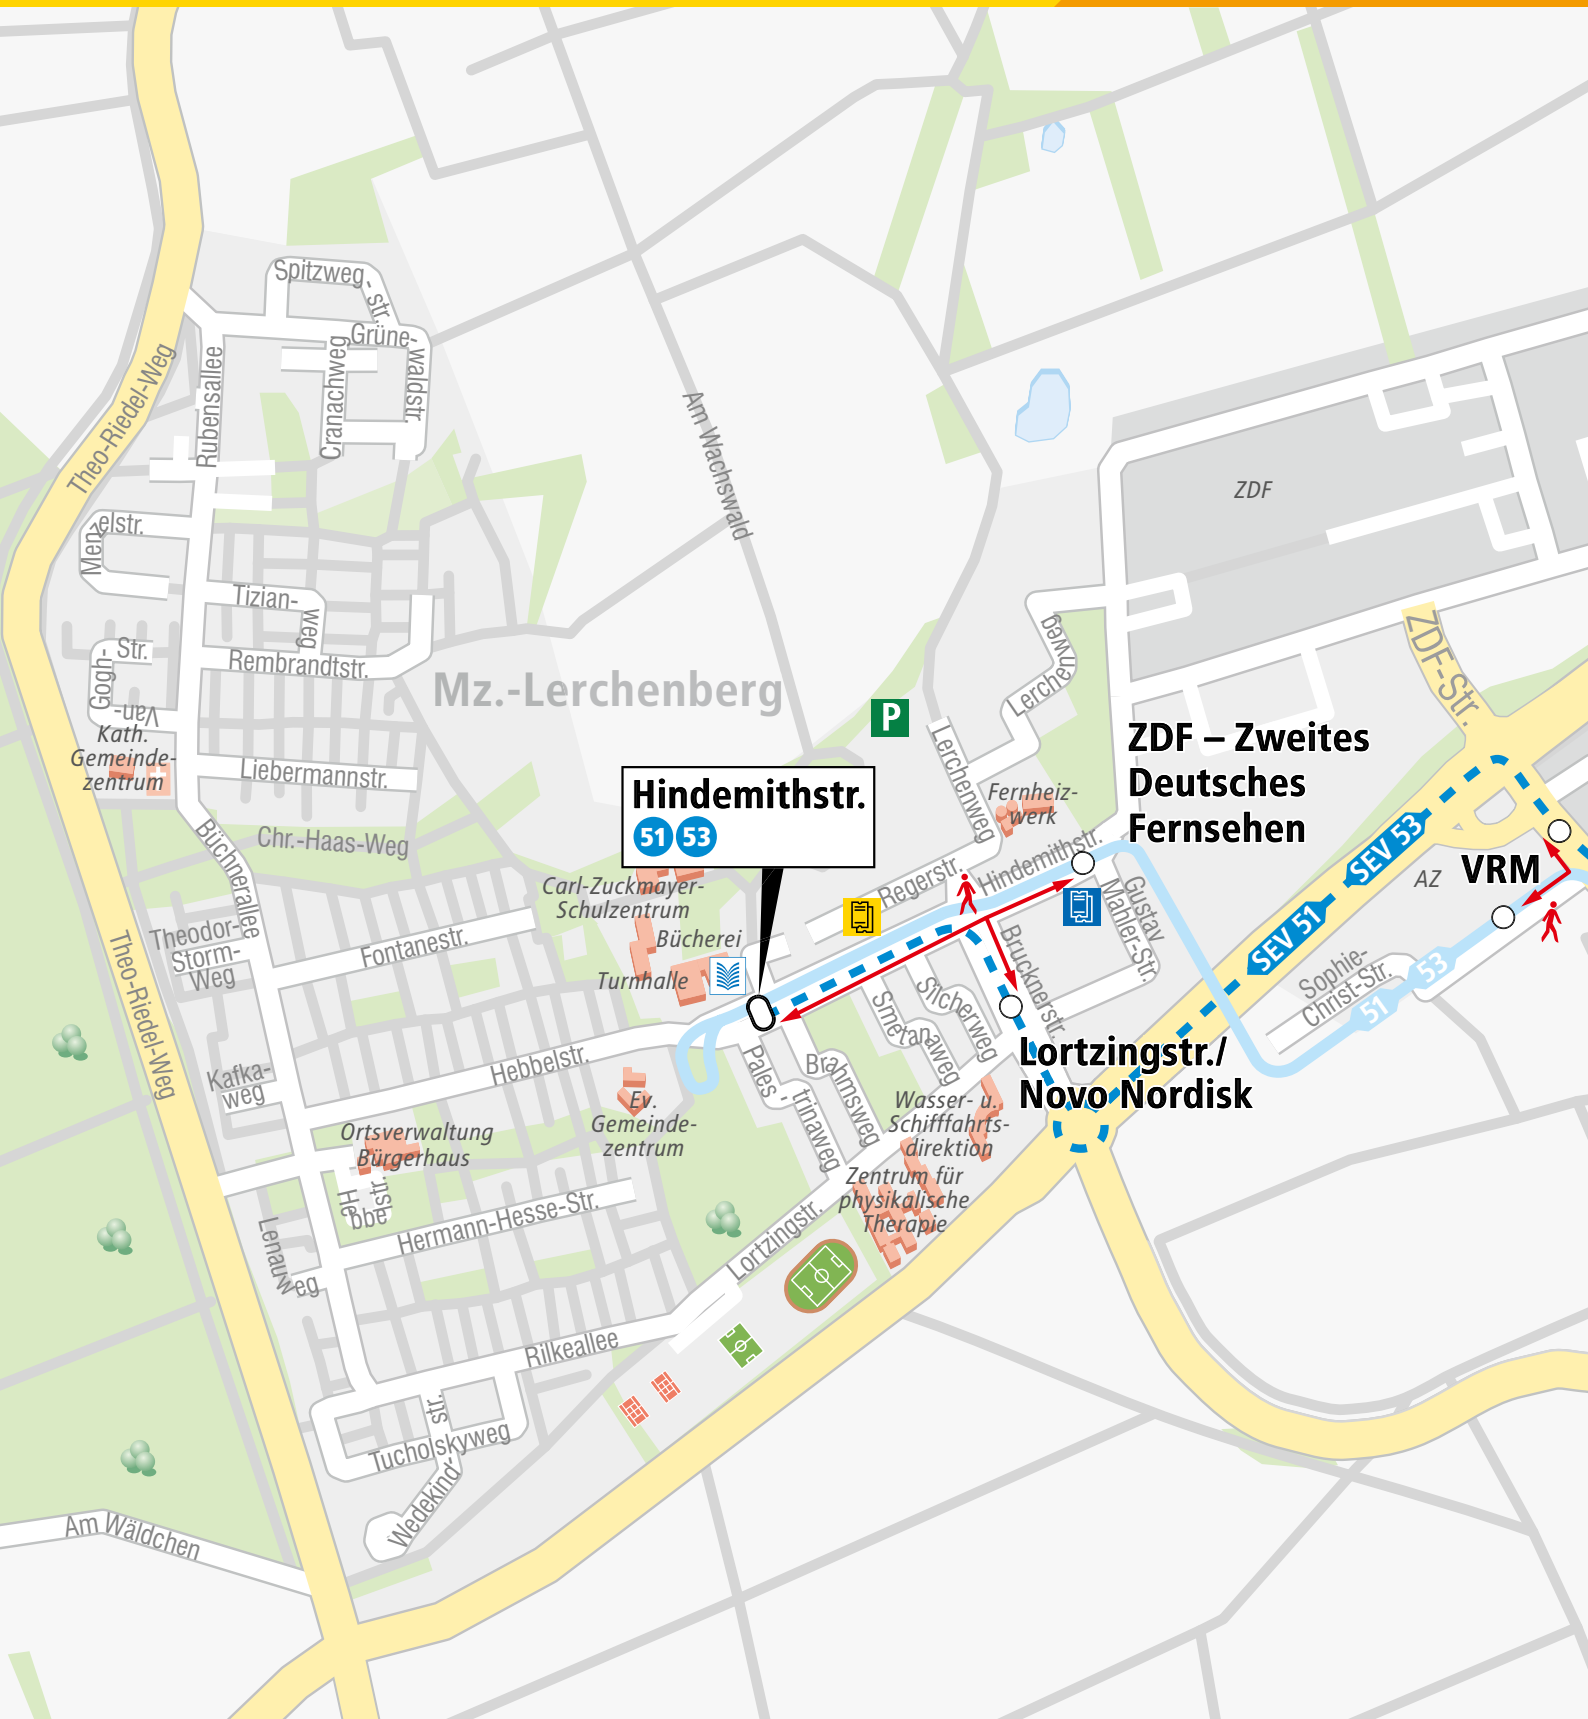 Spitzweg-
str.
Grüne-
waldstr.
Cranachweg
Rubensallee
Theo-Riedel-Weg
Am Wachswald
ZDF
Men-
zelstr.
Tizian-
weg
Str.
Gogh-
Van-
Rembrandtstr.
Mz.-Lerchenberg
Kath.
Gemeinde-
zentrum
Liebermannstr.
Chr.-Haas-Weg
Büchnerallee
P
Lerchenweg
Lerchenweg
ZDF-Str.
ZDF – Zweites
Deutsches
Fernsehen
Fernheiz-
werk
Hindemithstr.
51 53
Hindemithstr.
Regerstr.
SEV 53
VRM
AZ
SEV 51
Carl-Zuckmayer-
Schulzentrum
Bücherei
Turnhalle
Theodor-
Storm-
Weg
Fontanestr.
Theo-Riedel-Weg
Gustav
Mahler-Str.
Brucknerstr.
Silcherweg
Smetanaweg
Sophie-
Christ-Str.
51
53
Lortzingstr./
Novo Nordisk
Hebbelstr.
Kafka-
weg
Pales-
trinaweg
Brahmsweg
Ev.
Gemeinde-
zentrum
Wasser- u.
Schifffahrts-
direktion
Ortsverwaltung
Bürgerhaus
Zentrum für
physikalische
Therapie
Hebbel
str.
Hermann-Hesse-Str.
Lenauweg
Lortzingstr.
Rilkeallee
Tucholskyweg
Wedekind-
str.
Am Wäldchen